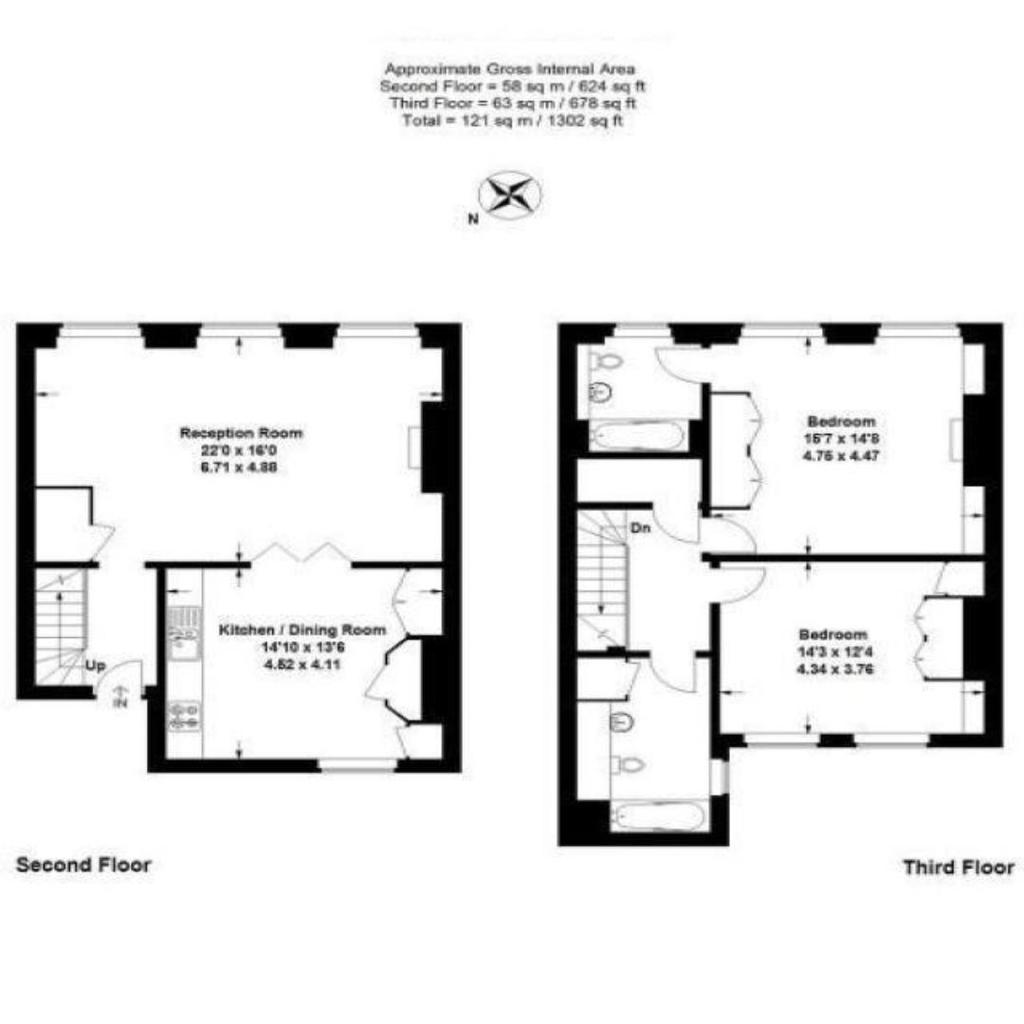 Approximate Gross Internal Area
Second Floor = 58 sq m / 624 sq ft
Third Floor = 63 sq m / 678 sq ft
Total = 121 sq m / 1302 sq ft
N
Reception Room
22'0 x 16'0
6.71 x 4.88
Kitchen / Dining Room
14'10 x 13'6
4.52 x 4.11
Up
IN
Second Floor
Bedroom
15'7 x 14'8
4.75 x 4.47
Dn
Bedroom
14'3 x 12'4
4.34 x 3.76
Third Floor